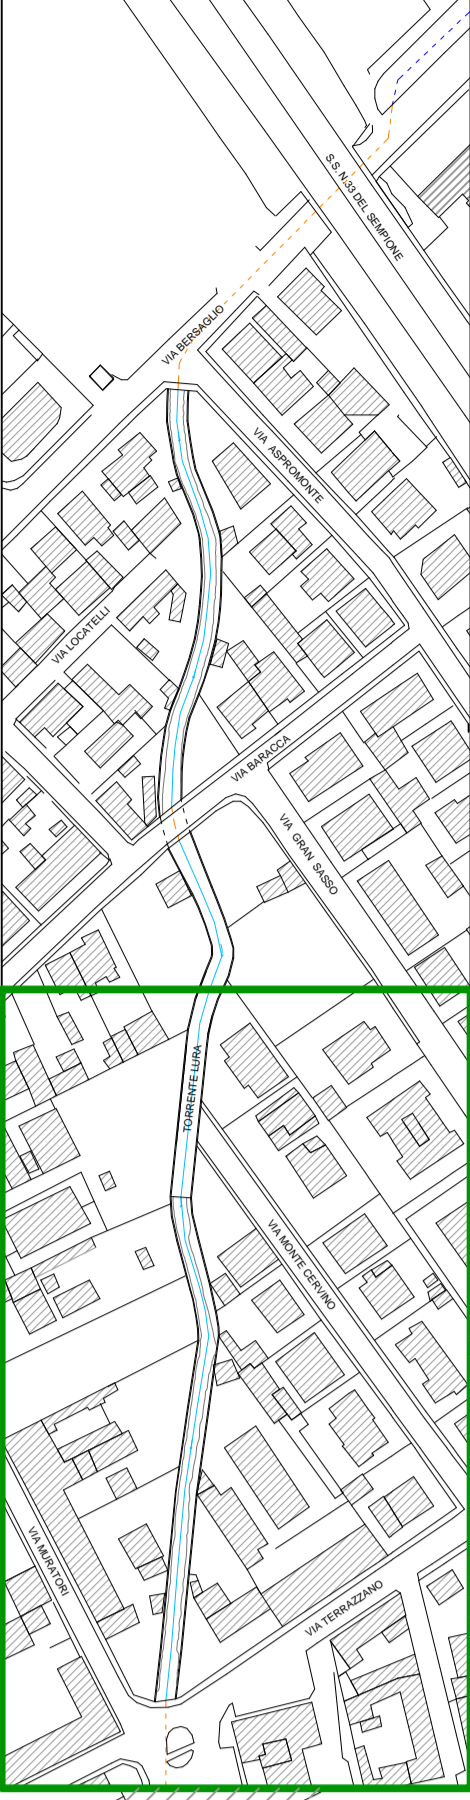 S.S. N.33 DEL SEMPIONE
VIA BERSAGLIO
VIA ASPROMONTE
VIA LOCATELLI
VIA BARACCA
VIA GRAN SASSO
TORRENTE LURA
VIA MONTE CERVINO
VIA MURATORI
VIA TERRAZZANO